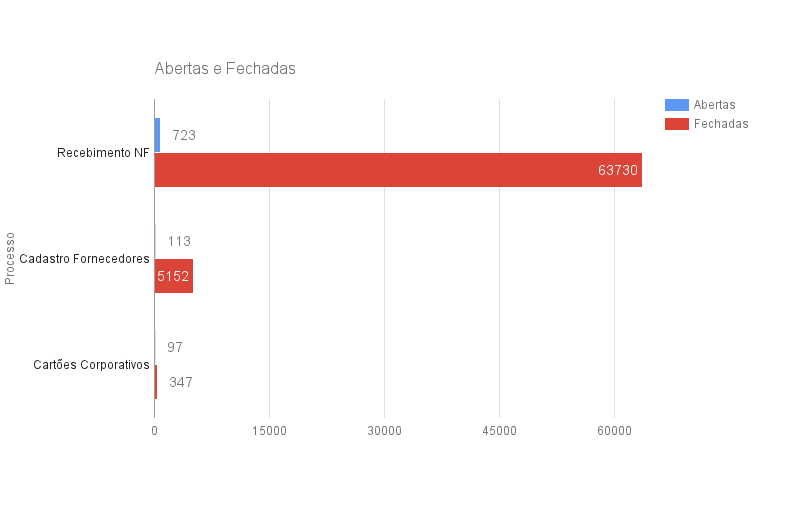 Abertas e Fechadas
Abertas
Fechadas
Processo
Recebimento NF
723
63730
Cadastro Fornecedores
113
5152
Cartões Corporativos
97
347
0
15000
30000
45000
60000